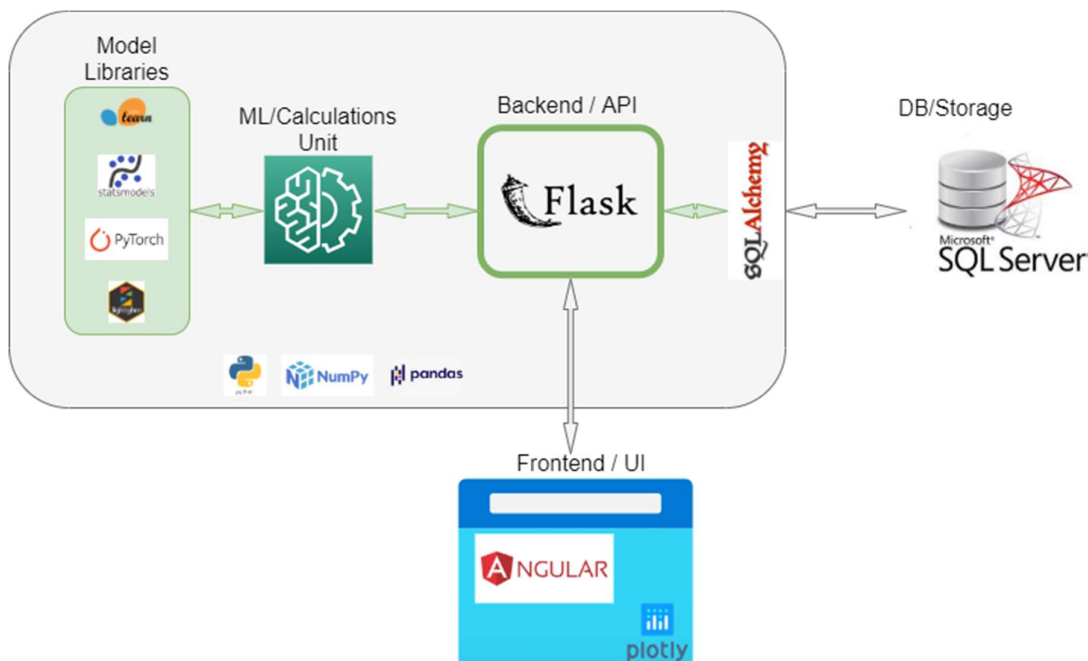 Model
Libraries
learn
statsmodels
PyTorch
ML/Calculations
Unit
Backend / API
Flask
SQLAlchemy
DB/Storage
Microsoft®
SQL Server®
NumPy
pandas
Frontend / UI
ANGULAR
plotly